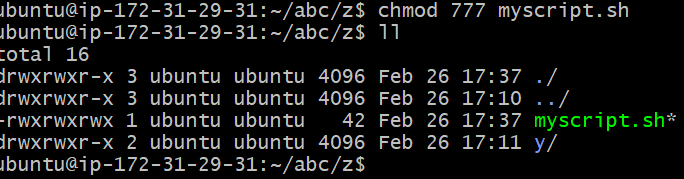 ubuntu@ip-172-31-29-31:~/abc/z$ chmod 777 myscript.sh
ubuntu@ip-172-31-29-31:~/abc/z$ ll
total 16
drwxrwxr-x 3 ubuntu ubuntu 4096 Feb 26 17:37 ./
drwxrwxr-x 3 ubuntu ubuntu 4096 Feb 26 17:10 ../
-rwxrwxrwx 1 ubuntu ubuntu   42 Feb 26 17:37 myscript.sh*
drwxrwxr-x 2 ubuntu ubuntu 4096 Feb 26 17:11 y/
ubuntu@ip-172-31-29-31:~/abc/z$